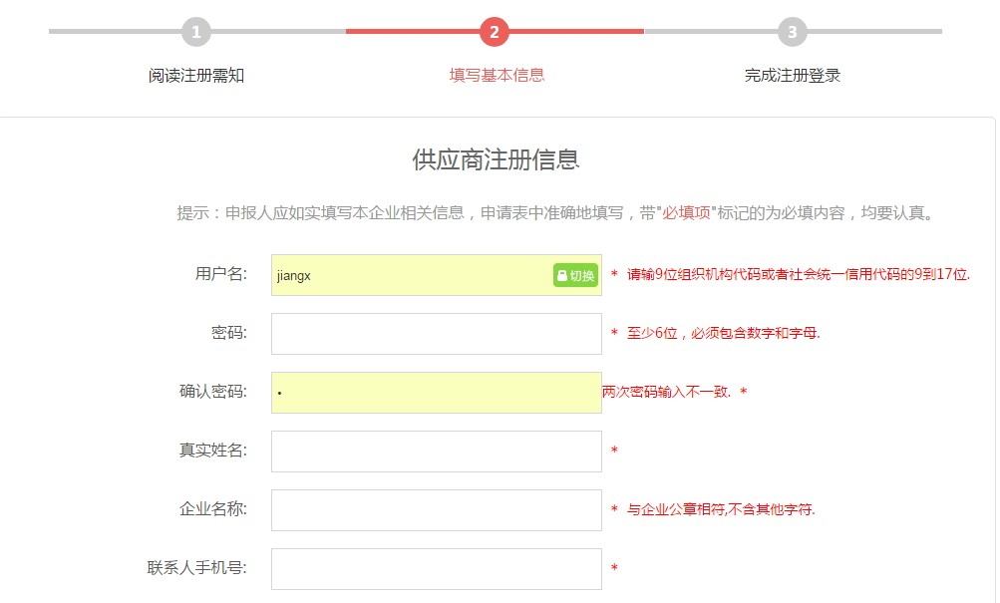 1 2 3
阅读注册需知 填写基本信息 完成注册登录
供应商注册信息
提示：申报人应如实填写本企业相关信息，申请表中准确地填写，带"必填项"标记的为必填内容，均要认真。
用户名: jiangx 切换 * 请输9位组织机构代码或者社会统一信用代码的9到17位.
密码: * 至少6位，必须包含数字和字母.
确认密码: • 两次密码输入不一致. *
真实姓名: *
企业名称: * 与企业公章相符,不含其他字符.
联系人手机号: *